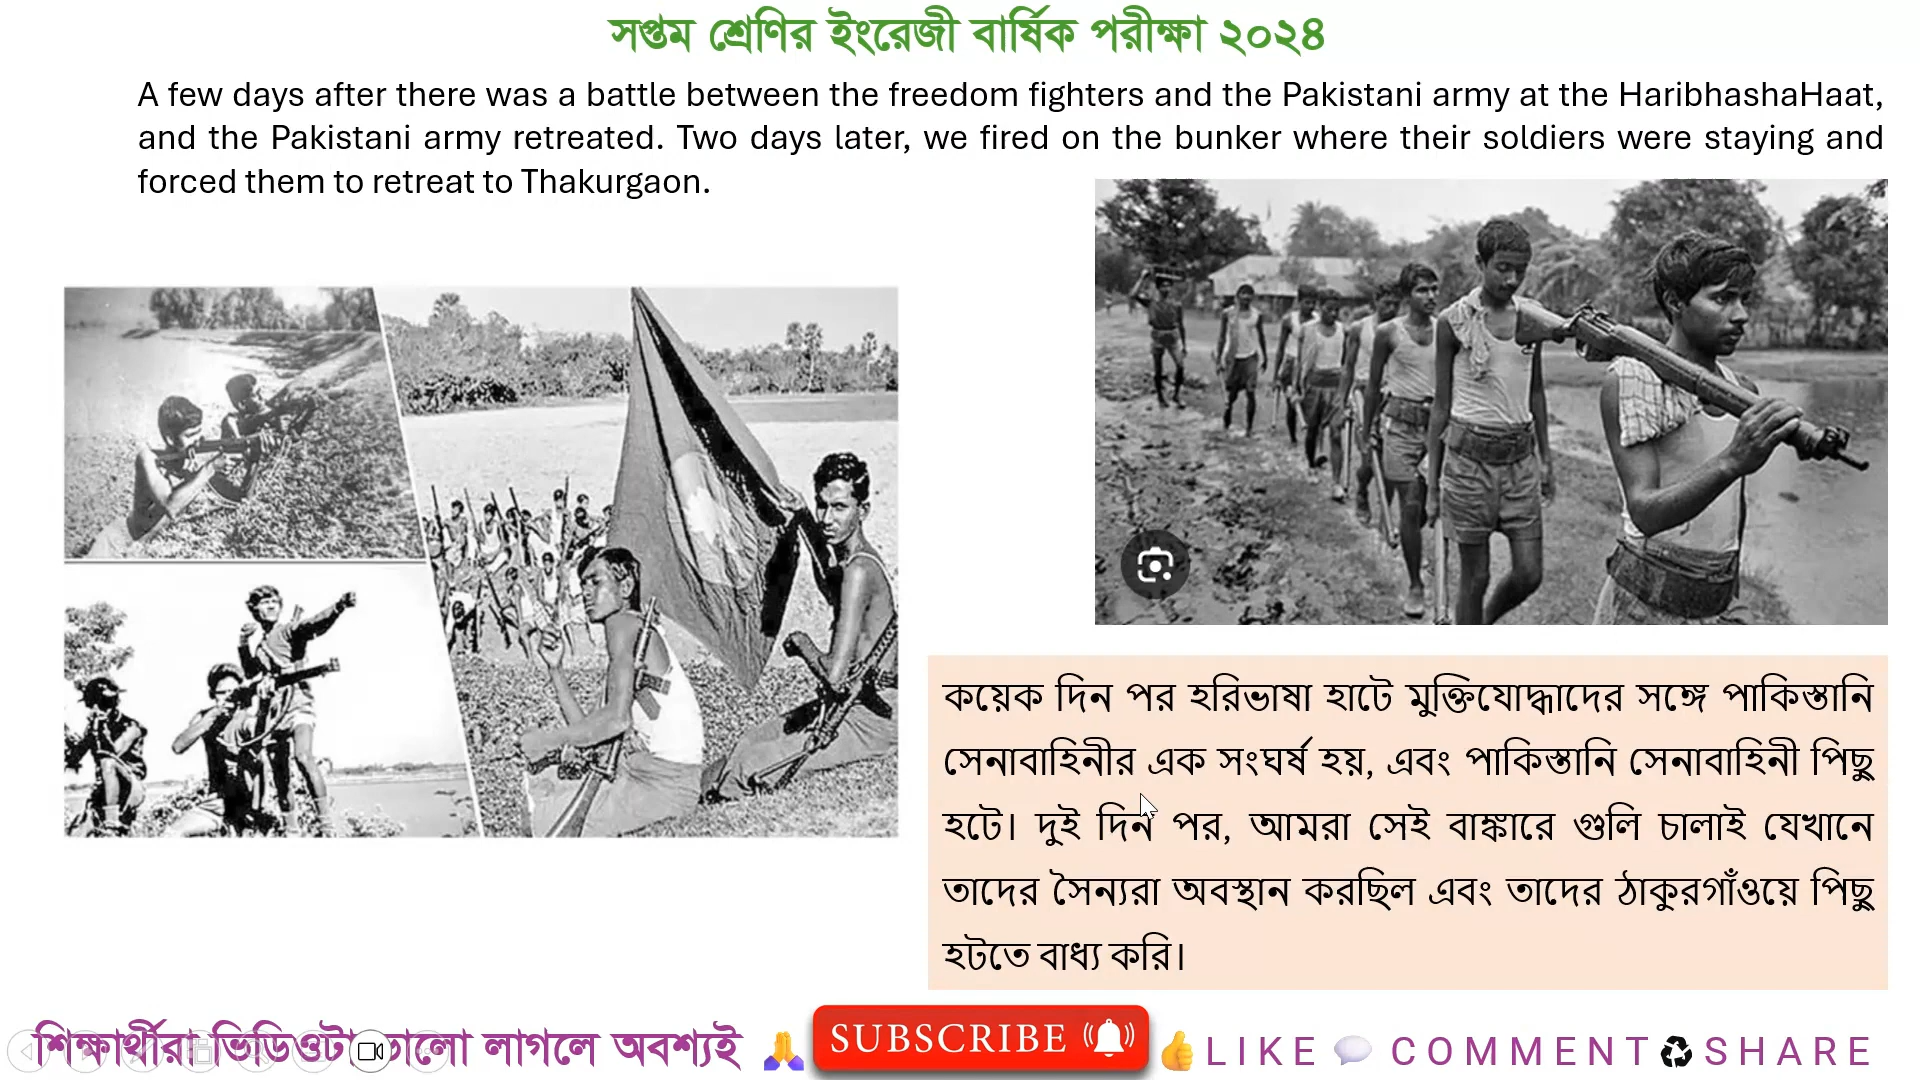 সপ্তম শ্রেণির ইংরেজী বার্ষিক পরীক্ষা ২০২৪
A few days after there was a battle between the freedom fighters and the Pakistani army at the HaribhashaHaat,
and the Pakistani army retreated. Two days later, we fired on the bunker where their soldiers were staying and
forced them to retreat to Thakurgaon.
কয়েক দিন পর হরিভাষা হাটে মুক্তিযোদ্ধাদের সঙ্গে পাকিস্তানি
সেনাবাহিনীর এক সংঘর্ষ হয়, এবং পাকিস্তানি সেনাবাহিনী পিছু
হটে। দুই দিন পর, আমরা সেই বাঙ্কারে গুলি চালাই যেখানে
তাদের সৈন্যরা অবস্থান করছিল এবং তাদের ঠাকুরগাঁওয়ে পিছু
হটতে বাধ্য করি।
শিক্ষার্থীরা ভিডিওটা ভালো লাগলে অবশ্যই SUBSCRIBE LIKE COMMENT SHARE